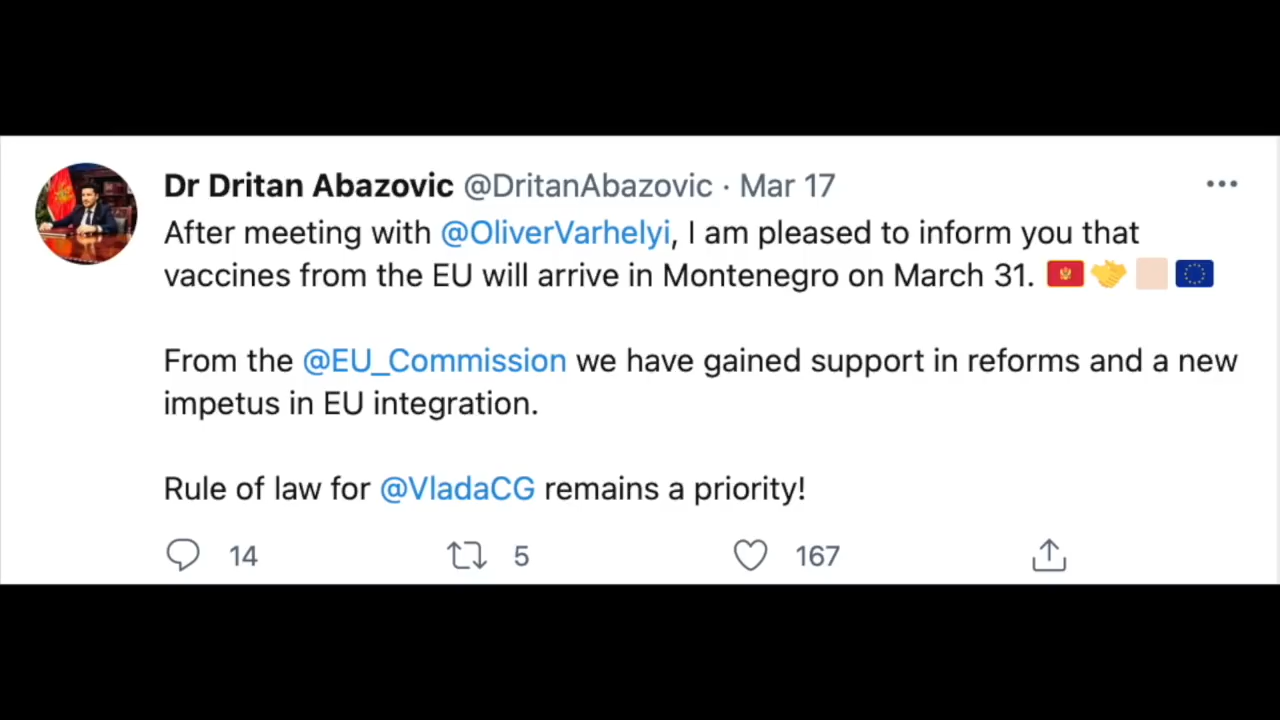 Dr Dritan Abazovic @DritanAbazovic · Mar 17
After meeting with @OliverVarhelyi, I am pleased to inform you that
vaccines from the EU will arrive in Montenegro on March 31. 🇲🇪🤝🏻🇪🇺
From the @EU_Commission we have gained support in reforms and a new
impetus in EU integration.
Rule of law for @VladaCG remains a priority!
14 5 167